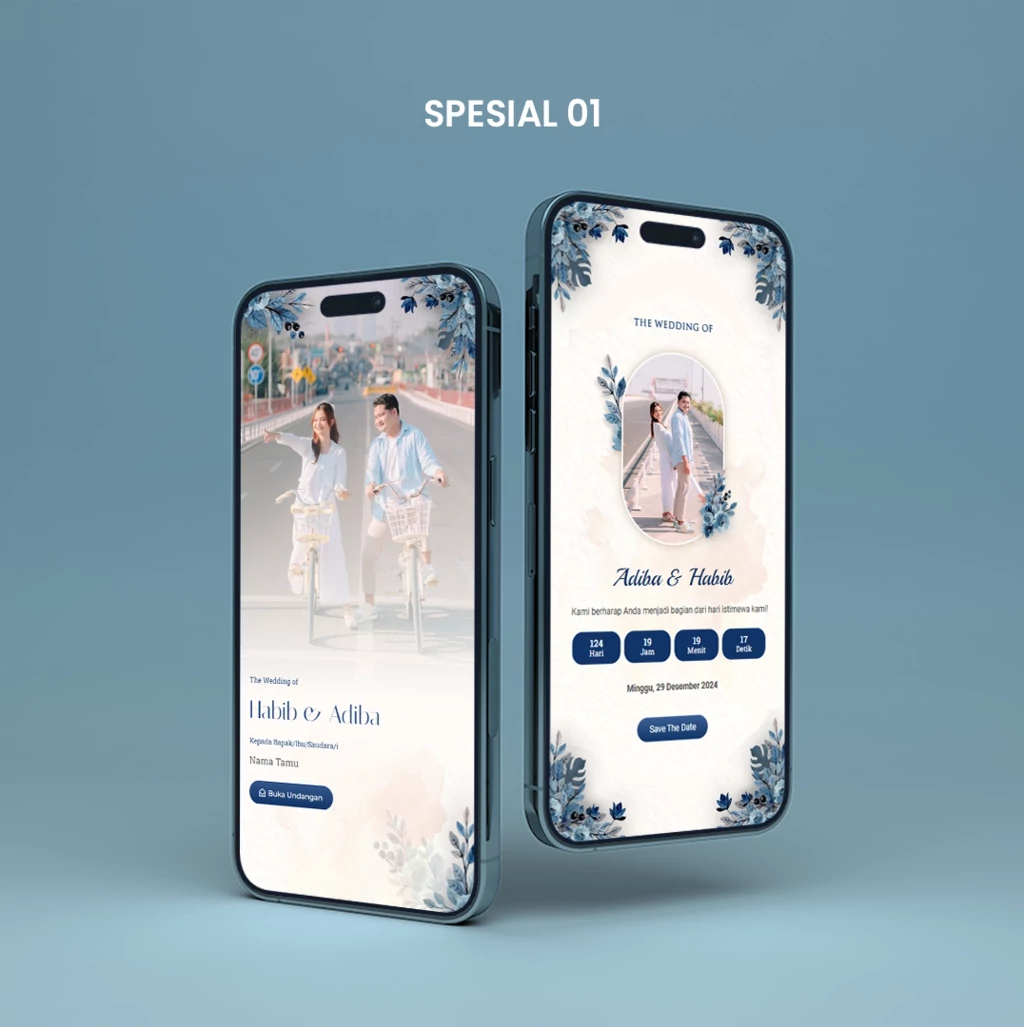 SPESIAL 01
The Wedding of
Habib & Adiba
Kepada Bapak/Ibu/Saudara/i
Nama Tamu
Buka Undangan
THE WEDDING OF
Adiba & Habib
Kami berharap Anda menjadi bagian dari hari istimewa kami!
124 19 19 17
Hari Jam Menit Detik
Minggu, 29 Desember 2024
Save The Date